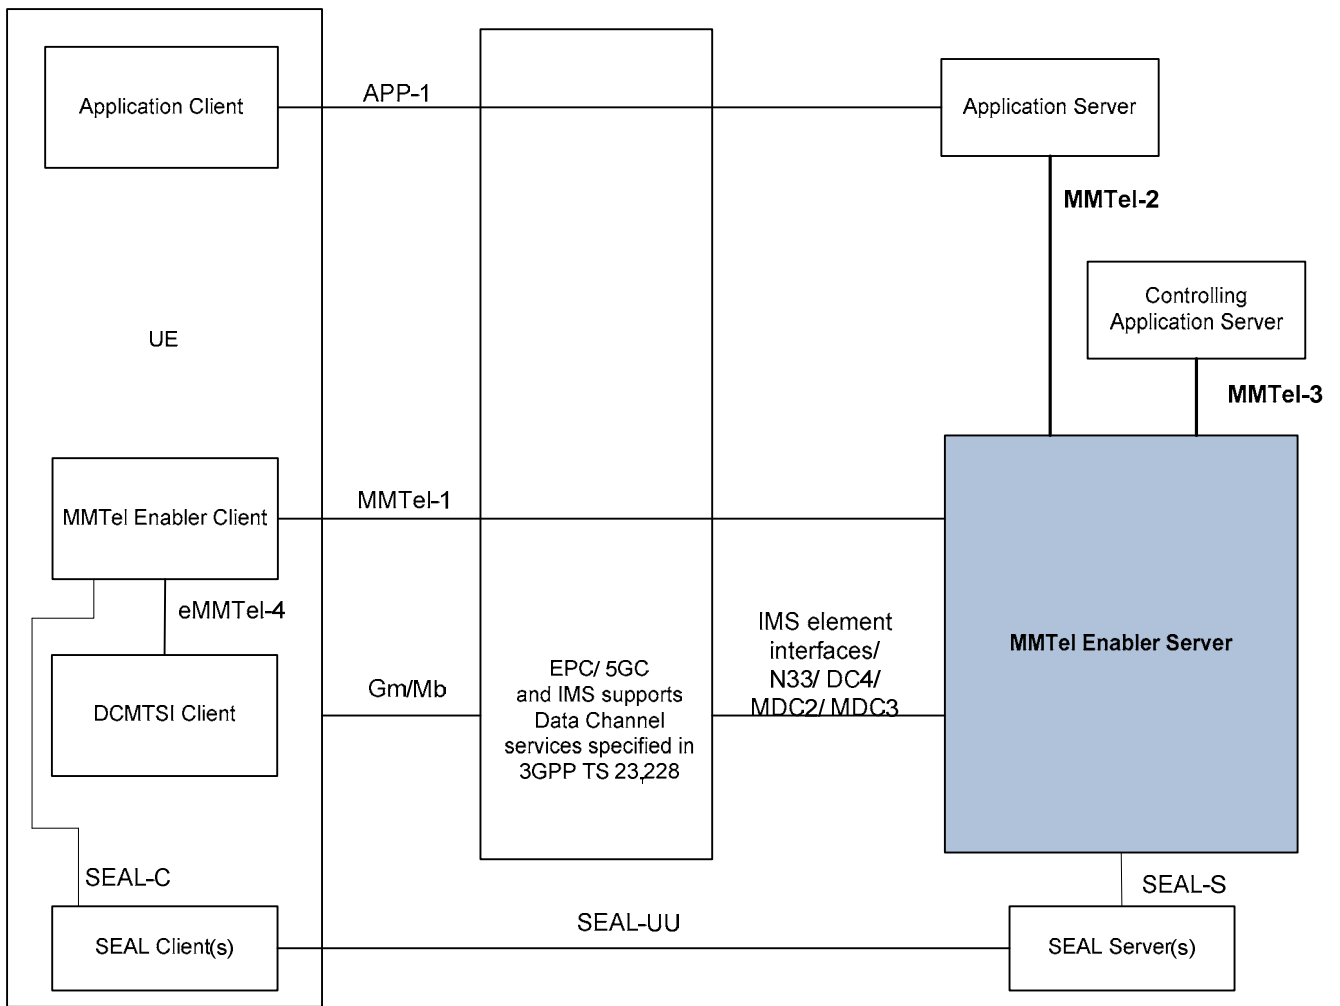 Application Client
APP-1
Application Server
MMTel-2
Controlling
Application Server
UE
MMTel-3
MMTel Enabler Client
MMTel-1
eMMTel-4
IMS element
interfaces/
N33/ DC4/
MDC2/ MDC3
MMTel Enabler Server
DCMTSI Client
Gm/Mb
EPC/ 5GC
and IMS supports
Data Channel
services specified in
3GPP TS 23,228
SEAL-C
SEAL-S
SEAL-UU
SEAL Client(s)
SEAL Server(s)